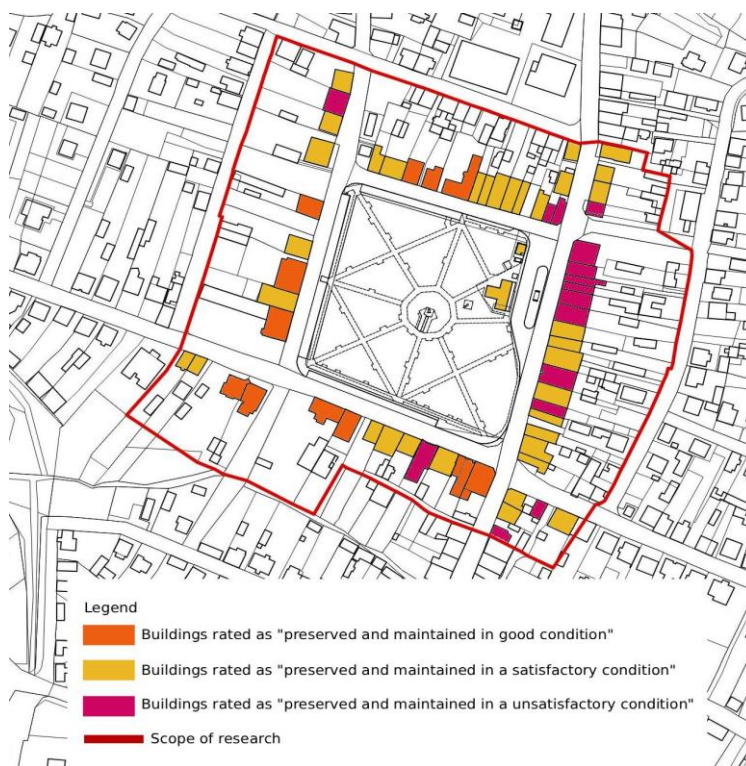 Legend
Buildings rated as "preserved and maintained in good condition"
Buildings rated as "preserved and maintained in a satisfactory condition"
Buildings rated as "preserved and maintained in a unsatisfactory condition"
Scope of research